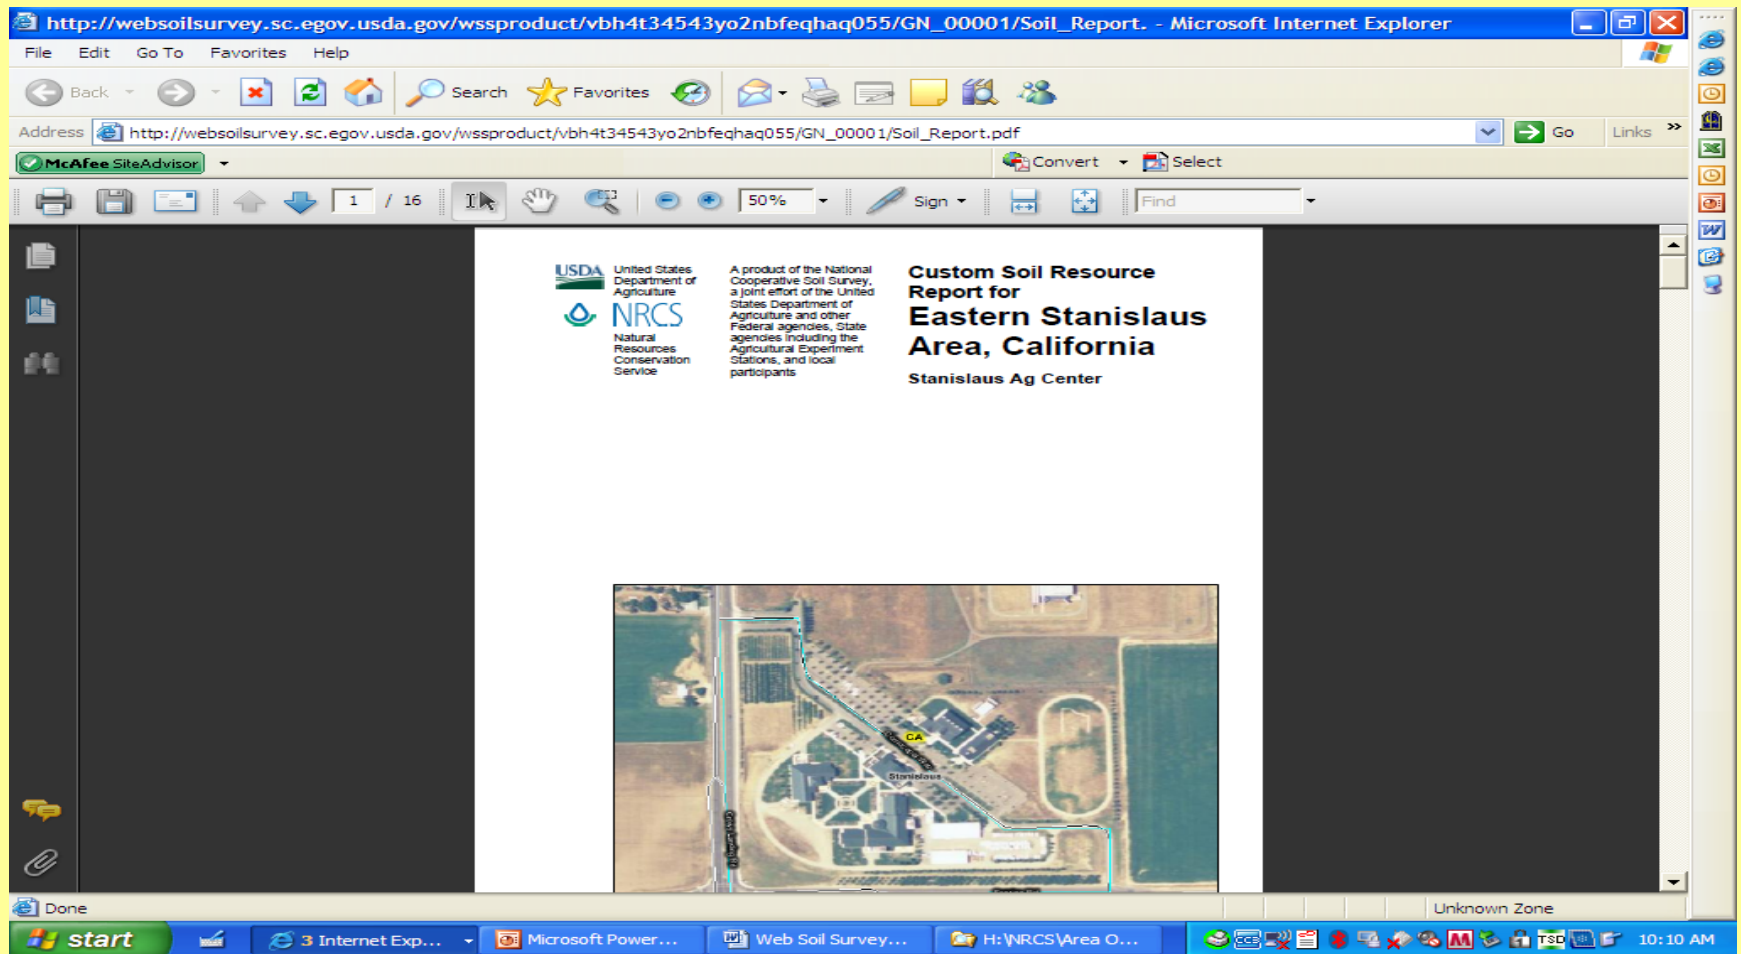 http://websoilsurvey.sc.egov.usda.gov/wssproduct/vbh4t34543yo2nbfeqhaq055/GN_00001/Soil_Report. - Microsoft Internet Explorer
File Edit Go To Favorites Help
Back Search Favorites
Address http://websoilsurvey.sc.egov.usda.gov/wssproduct/vbh4t34543yo2nbfeqhaq055/GN_00001/Soil_Report.pdf Go Links »
McAfee SiteAdvisor Convert Select
1 / 16 50% Sign Find
USDA United States
Department of
Agriculture
NRCS
Natural
Resources
Conservation
Service
A product of the National
Cooperative Soil Survey,
a joint effort of the United
States Department of
Agriculture and other
Federal agencies, State
agencies including the
Agricultural Experiment
Stations, and local
participants
Custom Soil Resource
Report for
Eastern Stanislaus
Area, California
Stanislaus Ag Center
CA
Stanislaus
Done Unknown Zone
start 3 Internet Exp... Microsoft Power... Web Soil Survey... H:\NRCS\Area O... CCE M TSD 10:10 AM